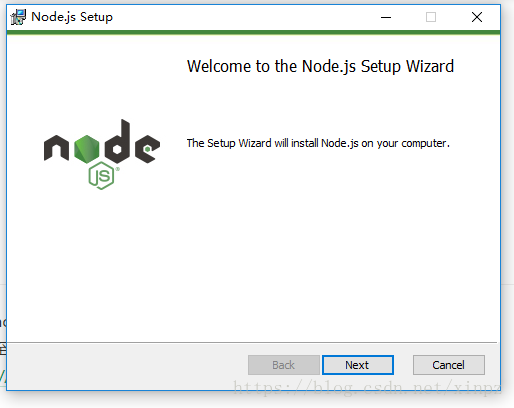 Node.js Setup
Welcome to the Node.js Setup Wizard
node
JS
The Setup Wizard will install Node.js on your computer.
Back
Next
Cancel
https://blog.csdn.net/xinpa